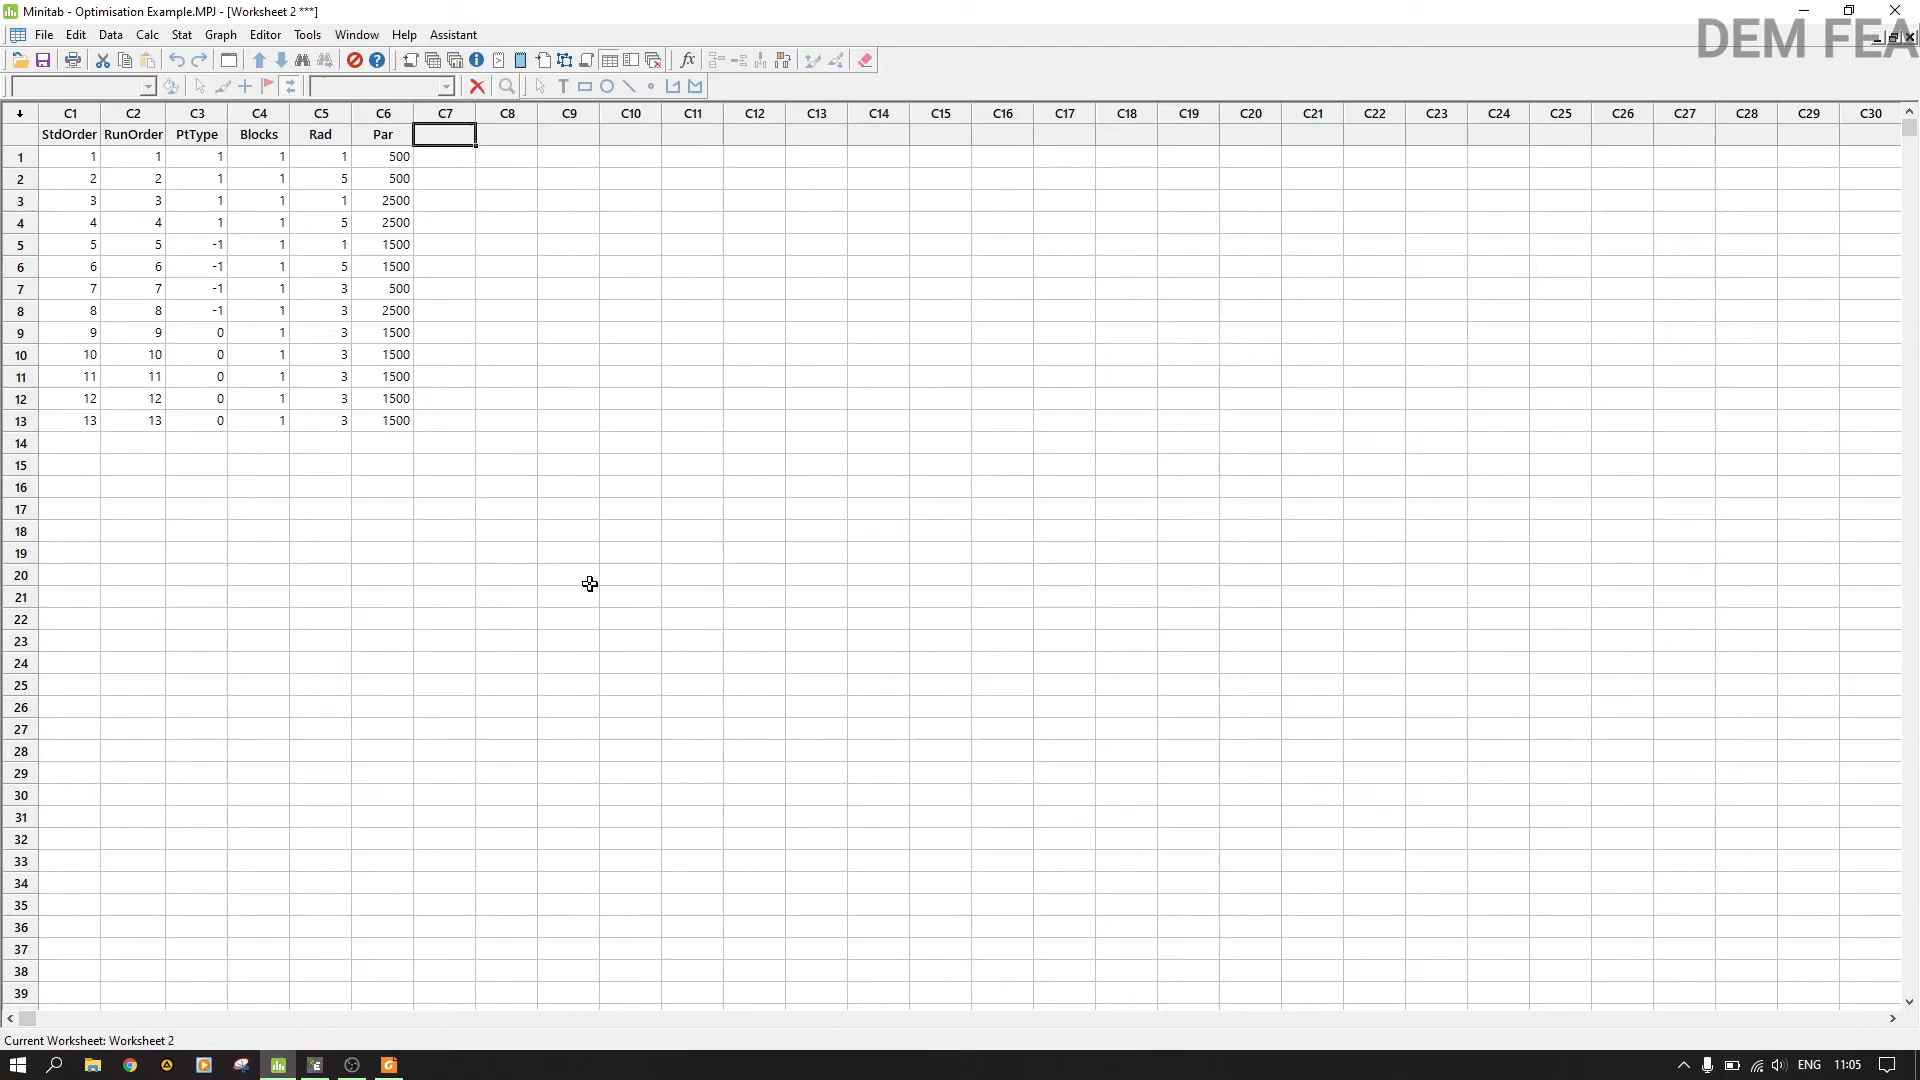 Minitab - Optimisation Example.MPJ - [Worksheet 2 ***]
DEM FEA
File Edit Data Calc Stat Graph Editor Tools Window Help Assistant
C1 C2 C3 C4 C5 C6 C7 C8 C9 C10 C11 C12 C13 C14 C15 C16 C17 C18 C19 C20 C21 C22 C23 C24 C25 C26 C27 C28 C29 C30
StdOrder RunOrder PtType Blocks Rad Par
1 1 1 1 1 1 500
2 2 2 1 1 5 500
3 3 3 1 1 1 2500
4 4 4 1 1 5 2500
5 5 5 -1 1 1 1500
6 6 6 -1 1 5 1500
7 7 7 -1 1 3 500
8 8 8 -1 1 3 2500
9 9 9 0 1 3 1500
10 10 10 0 1 3 1500
11 11 11 0 1 3 1500
12 12 12 0 1 3 1500
13 13 13 0 1 3 1500
14
15
16
17
18
19
20
21
22
23
24
25
26
27
28
29
30
31
32
33
34
35
36
37
38
39
Current Worksheet: Worksheet 2
ENG 11:05